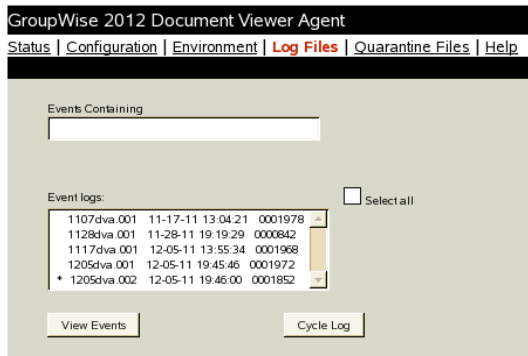 GroupWise 2012 Document Viewer Agent
Status | Configuration | Environment | Log Files | Quarantine Files | Help
Events Containing
Event logs:
Select all
1107dva.001 11-17-11 13:04:21 0001978
1128dva.001 11-28-11 19:19:29 0000842
1117dva.001 12-05-11 13:55:34 0001968
1205dva.001 12-05-11 19:45:46 0001972
* 1205dva.002 12-05-11 19:46:00 0001852
View Events
Cycle Log